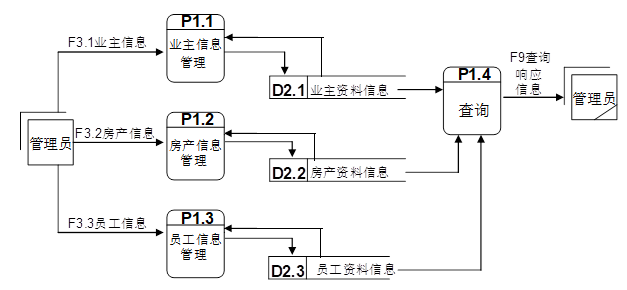 P1.1
F3.1业主信息
业主信息
管理
D2.1 业主资料信息
P1.4
查询
F9查询
响应
信息
管理员
P1.2
管理员
F3.2房产信息
房产信息
管理
D2.2 房产资料信息
P1.3
F3.3员工信息
员工信息
管理
D2.3 员工资料信息